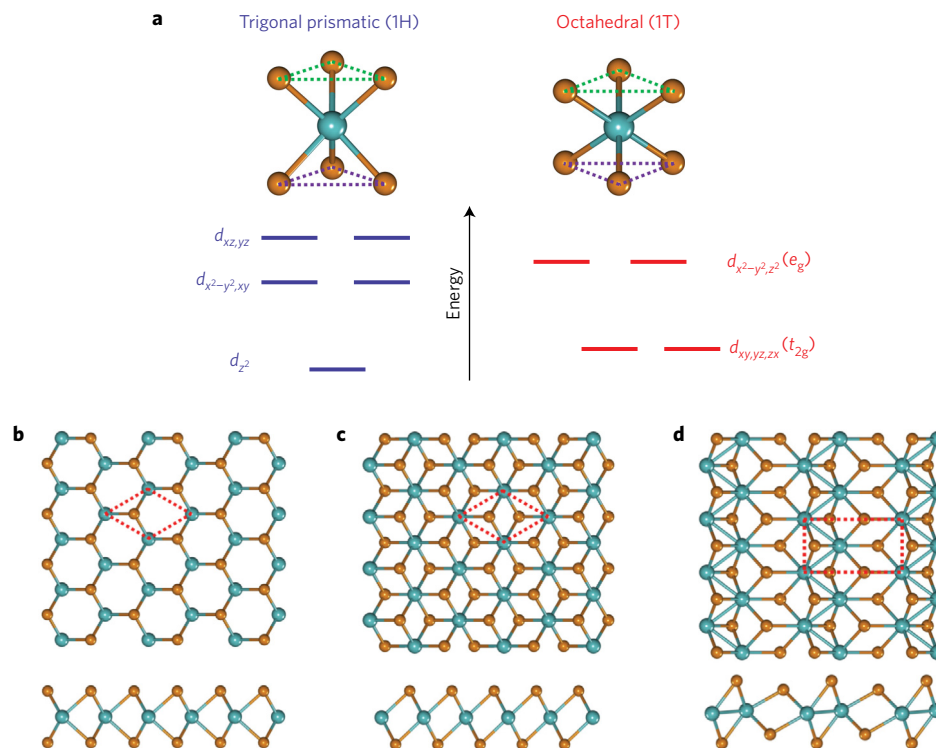 a
Trigonal prismatic (1H)
Octahedral (1T)
d_{xz,yz}
d_{x²−y²,xy}
d_{z²}
Energy
d_{x²−y²,z²}(e_g)
d_{xy,yz,zx}(t_{2g})
b
c
d